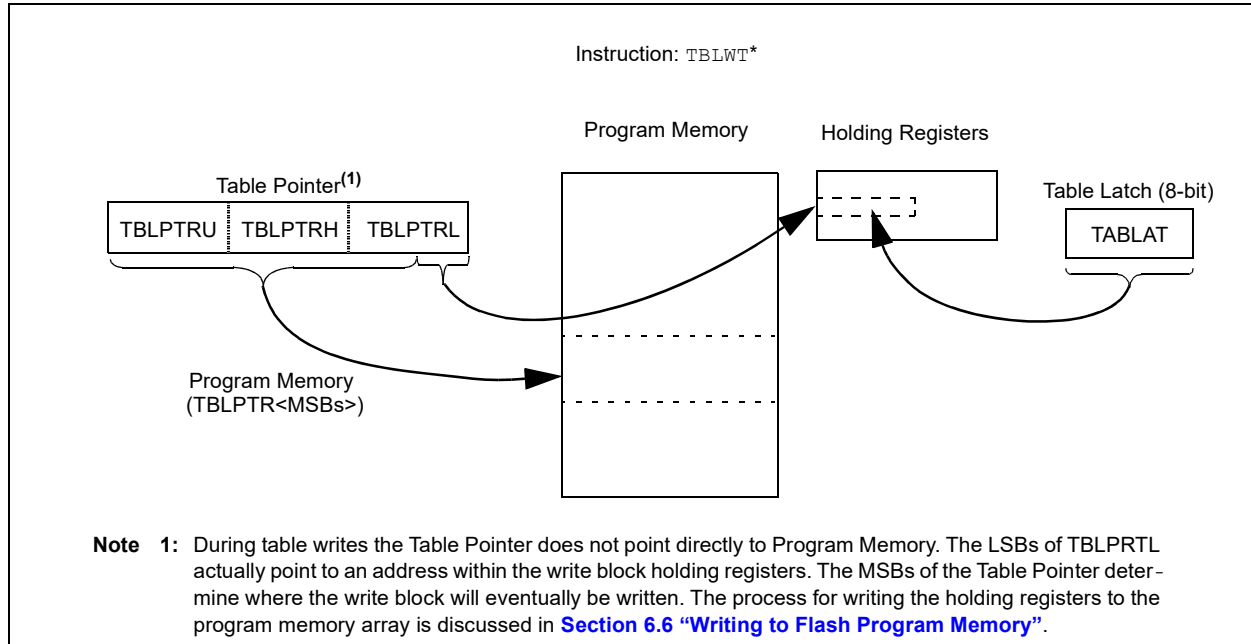 Instruction: TBLWT*
Program Memory
Holding Registers
Table Pointer(1)
Table Latch (8-bit)
TBLPTRU
TBLPTRH
TBLPTRL
TABLAT
Program Memory
(TBLPTR<MSBs>)
Note 1: During table writes the Table Pointer does not point directly to Program Memory. The LSBs of TBLPRTL
actually point to an address within the write block holding registers. The MSBs of the Table Pointer deter-
mine where the write block will eventually be written. The process for writing the holding registers to the
program memory array is discussed in Section 6.6 “Writing to Flash Program Memory”.